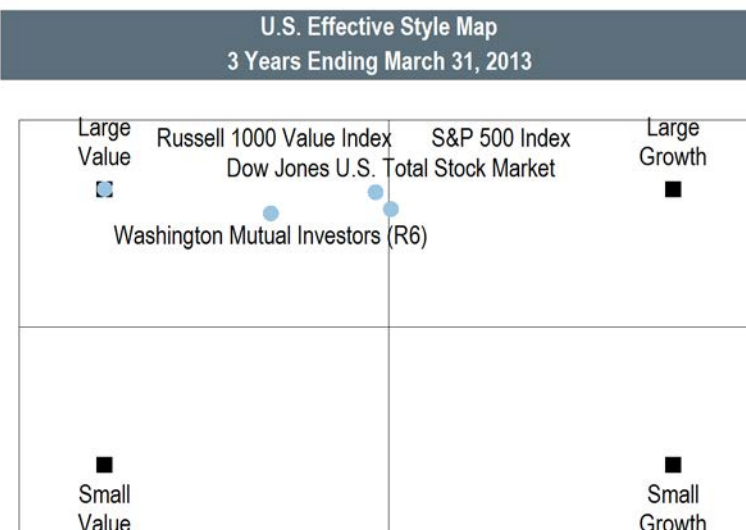 U.S. Effective Style Map
3 Years Ending March 31, 2013
Large
Value
Russell 1000 Value Index
S&P 500 Index
Large
Growth
Dow Jones U.S. Total Stock Market
Washington Mutual Investors (R6)
Small
Value
Small
Growth